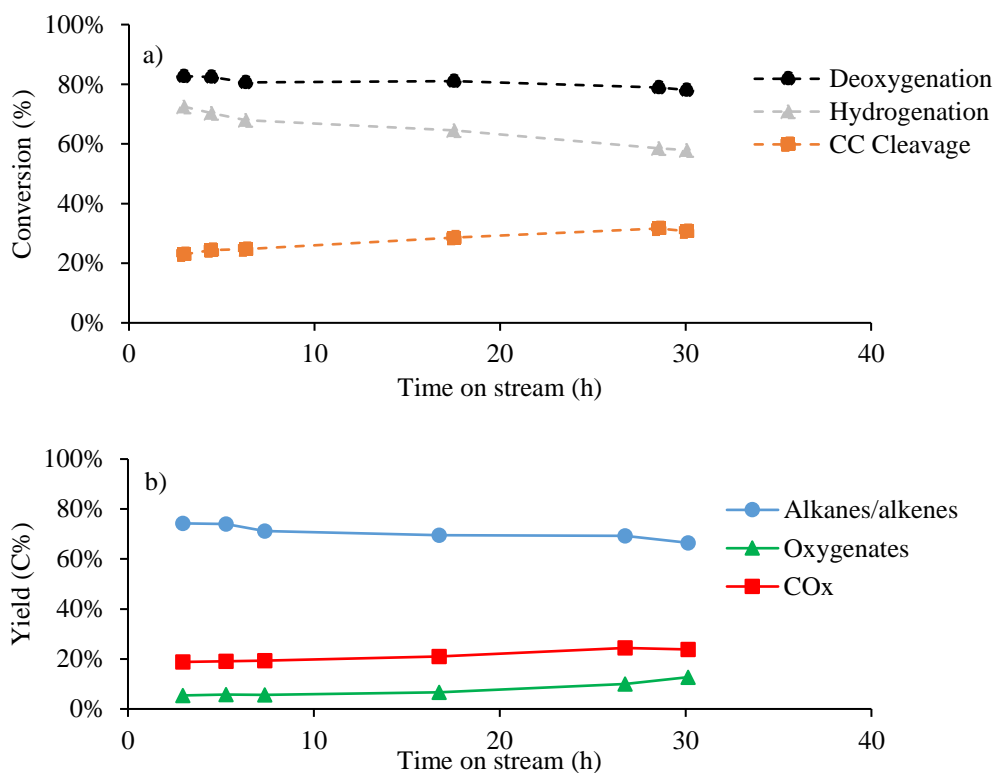 100%
80%
60%
40%
20%
0%
Conversion (%)
a)
Deoxygenation
Hydrogenation
CC Cleavage
0 10 20 30 40
Time on stream (h)
100%
80%
60%
40%
20%
0%
Yield (C%)
b)
Alkanes/alkenes
Oxygenates
COx
0 10 20 30 40
Time on stream (h)